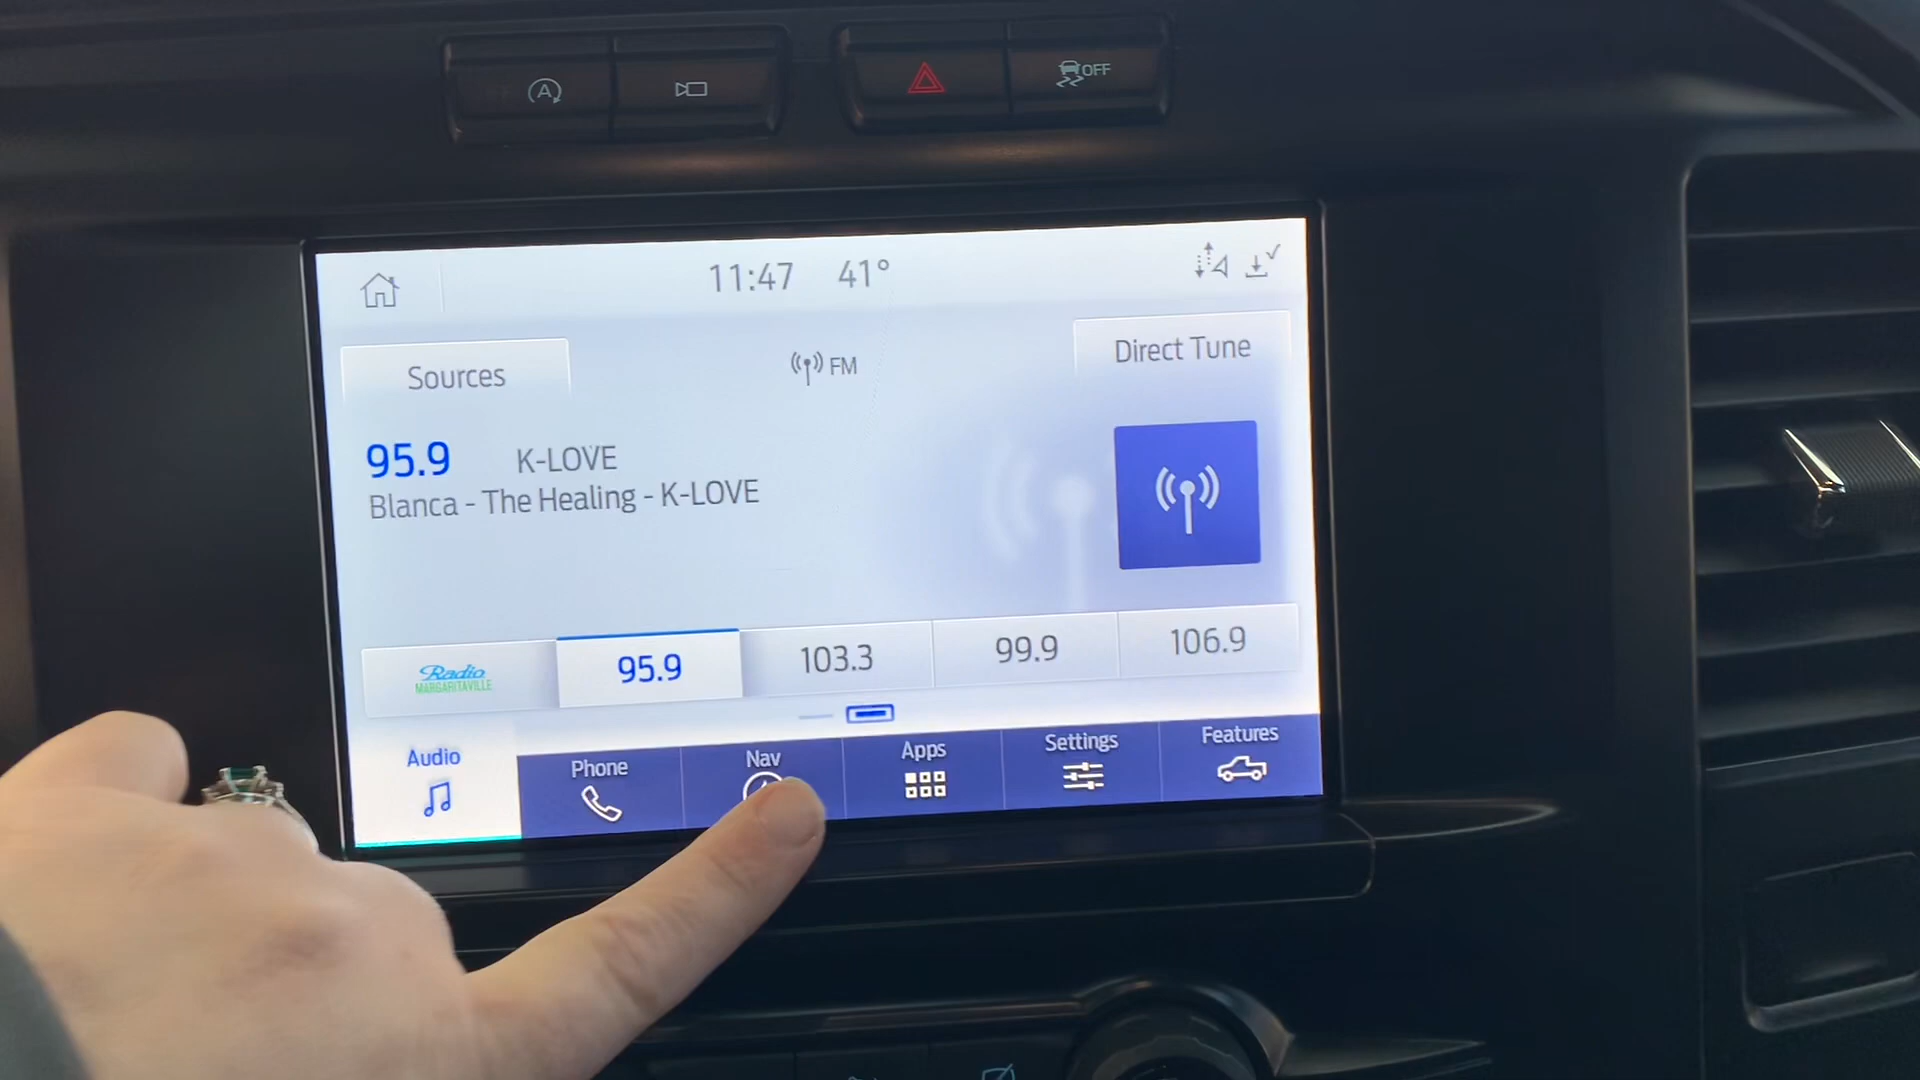 A
OFF
11:47 41°
Sources
FM
Direct Tune
95.9 K-LOVE
Blanca - The Healing - K-LOVE
Radio
MARGARITAVILLE
95.9
103.3
99.9
106.9
Audio
Phone
Nav
Apps
Settings
Features